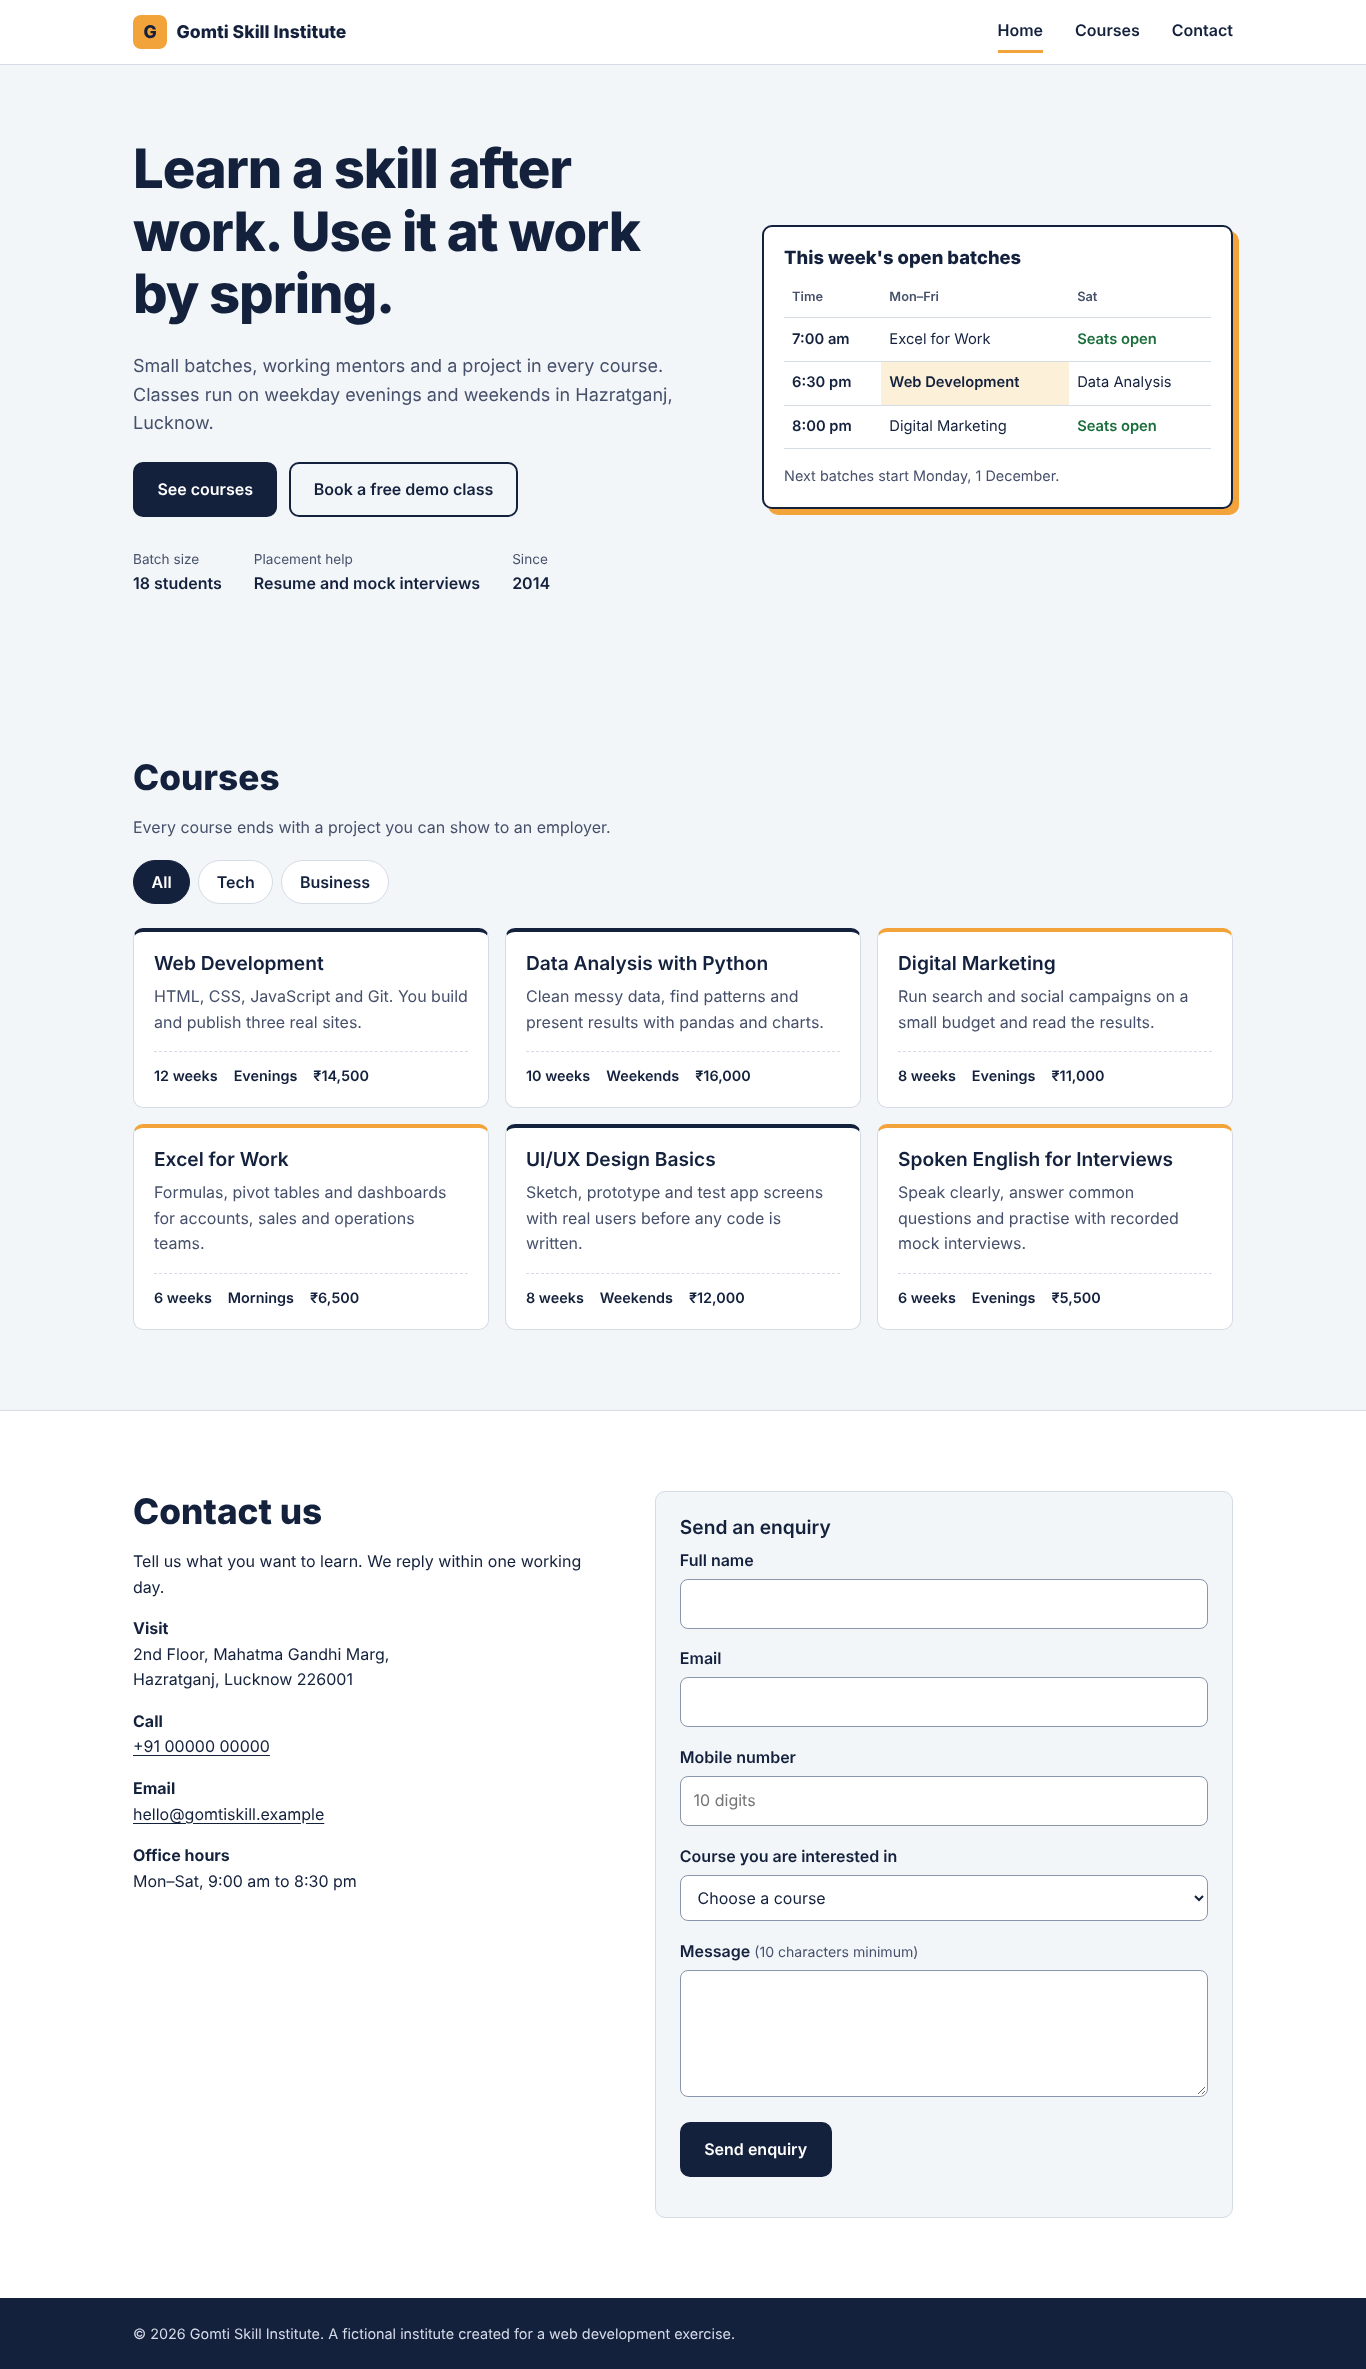 G Gomti Skill Institute
Home Courses Contact
Learn a skill after
work. Use it at work
by spring.
Small batches, working mentors and a project in every course.
Classes run on weekday evenings and weekends in Hazratganj,
Lucknow.
See courses Book a free demo class
Batch size Placement help Since
18 students Resume and mock interviews 2014
This week's open batches
Time Mon–Fri Sat
7:00 am Excel for Work Seats open
6:30 pm Web Development Data Analysis
8:00 pm Digital Marketing Seats open
Next batches start Monday, 1 December.
Courses
Every course ends with a project you can show to an employer.
All Tech Business
Web Development
HTML, CSS, JavaScript and Git. You build
and publish three real sites.
12 weeks Evenings ₹14,500
Data Analysis with Python
Clean messy data, find patterns and
present results with pandas and charts.
10 weeks Weekends ₹16,000
Digital Marketing
Run search and social campaigns on a
small budget and read the results.
8 weeks Evenings ₹11,000
Excel for Work
Formulas, pivot tables and dashboards
for accounts, sales and operations
teams.
6 weeks Mornings ₹6,500
UI/UX Design Basics
Sketch, prototype and test app screens
with real users before any code is
written.
8 weeks Weekends ₹12,000
Spoken English for Interviews
Speak clearly, answer common
questions and practise with recorded
mock interviews.
6 weeks Evenings ₹5,500
Contact us
Tell us what you want to learn. We reply within one working
day.
Visit
2nd Floor, Mahatma Gandhi Marg,
Hazratganj, Lucknow 226001
Call
+91 00000 00000
Email
hello@gomtiskill.example
Office hours
Mon–Sat, 9:00 am to 8:30 pm
Send an enquiry
Full name
Email
Mobile number
10 digits
Course you are interested in
Choose a course
Message (10 characters minimum)
Send enquiry
© 2026 Gomti Skill Institute. A fictional institute created for a web development exercise.